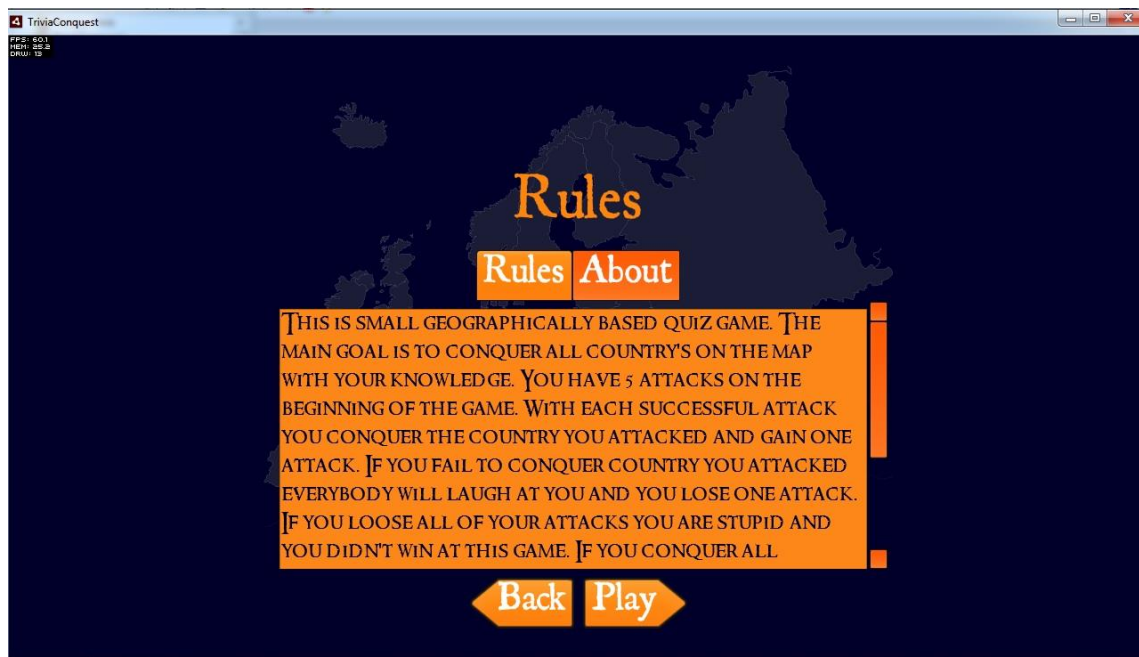 TriviaConquest
FPS: 60.1
MEM: 25.2
DRW: 13
Rules
Rules About
This is small geographically based quiz game. The
main goal is to conquer all country's on the map
with your knowledge. You have 5 attacks on the
beginning of the game. With each successful attack
you conquer the country you attacked and gain one
attack. If you fail to conquer country you attacked
everybody will laugh at you and you lose one attack.
If you loose all of your attacks you are stupid and
you didn't win at this game. If you conquer all
Back Play